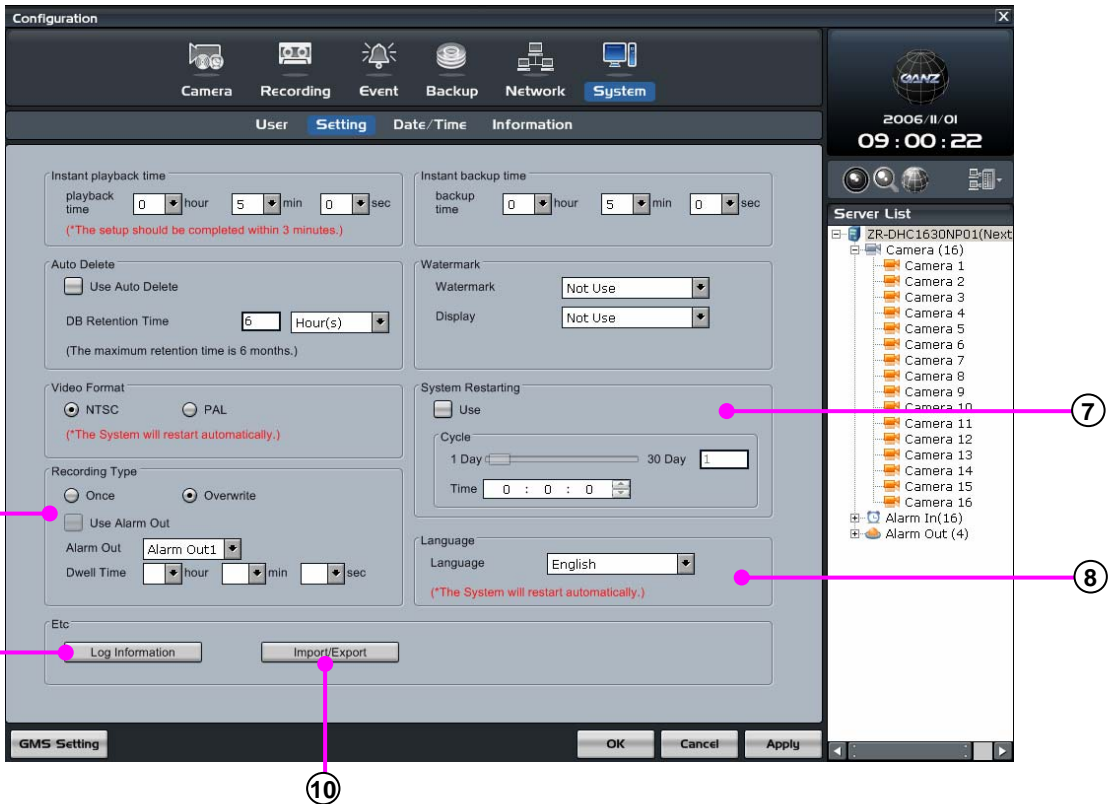 Configuration
X
Camera Recording Event Backup Network System
User Setting Date/Time Information
GANZ
2006/11/01
09:00:22
Instant playback time
playback time 0 hour 5 min 0 sec
(*The setup should be completed within 3 minutes.)
Instant backup time
backup time 0 hour 5 min 0 sec
Auto Delete
Use Auto Delete
DB Retention Time 6 Hour(s)
(The maximum retention time is 6 months.)
Watermark
Watermark Not Use
Display Not Use
Video Format
NTSC PAL
(*The System will restart automatically.)
System Restarting
Use
Cycle
1 Day 30 Day 1
Time 0 : 0 : 0
Recording Type
Once Overwrite
Use Alarm Out
Alarm Out Alarm Out1
Dwell Time hour min sec
Language
Language English
(*The System will restart automatically.)
Etc
Log Information Import/Export
GMS Setting OK Cancel Apply
Server List
ZR-DHC1630NP01(Next
Camera (16)
Camera 1
Camera 2
Camera 3
Camera 4
Camera 5
Camera 6
Camera 7
Camera 8
Camera 9
Camera 10
Camera 11
Camera 12
Camera 13
Camera 14
Camera 15
Camera 16
Alarm In(16)
Alarm Out (4)
7
8
10